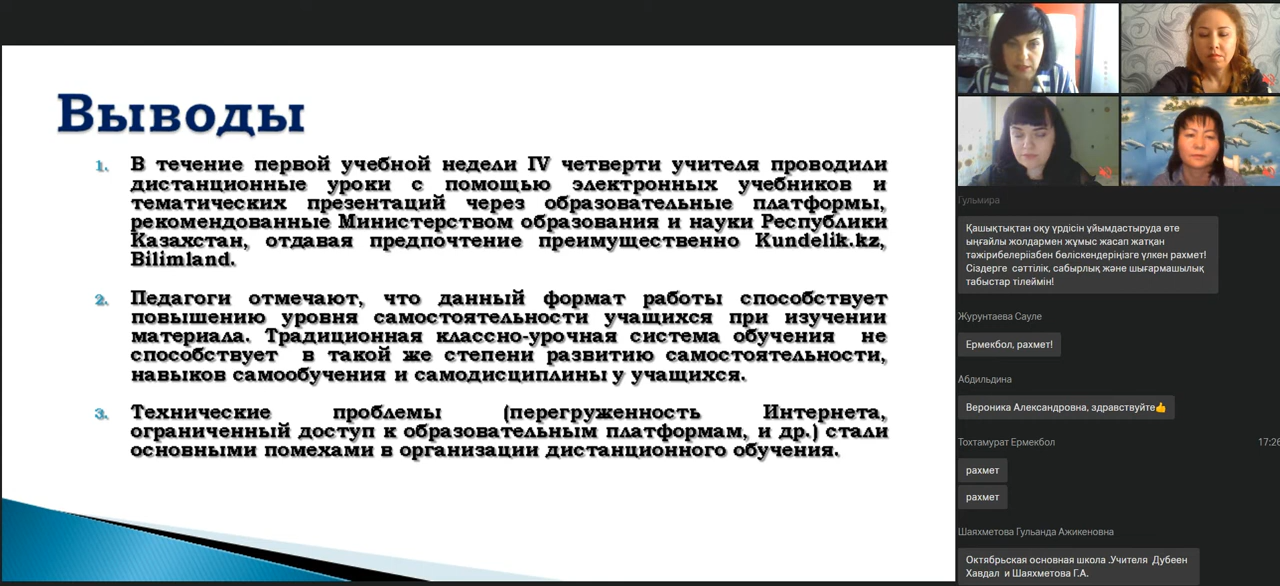 Выводы
1. В течение первой учебной недели IV четверти учителя проводили
дистанционные уроки с помощью электронных учебников и
тематических презентаций через образовательные платформы,
рекомендованные Министерством образования и науки Республики
Казахстан, отдавая предпочтение преимущественно Kundelik.kz,
Bilimland.
2. Педагоги отмечают, что данный формат работы способствует
повышению уровня самостоятельности учащихся при изучении
материала. Традиционная классно-урочная система обучения не
способствует в такой же степени развитию самостоятельности,
навыков самообучения и самодисциплины у учащихся.
3. Технические проблемы (перегруженность Интернета,
ограниченный доступ к образовательным платформам, и др.) стали
основными помехами в организации дистанционного обучения.
Гульмира
Қашықтықтан оқу үрдісін ұйымдастыруда өте
ыңғайлы жолдармен жұмыс жасап жатқан
тәжірибелеріізбен бөліскендеріңізге үлкен рахмет!
Сіздерге сәттілік, сабырлық және шығармашылық
табыстар тілеймін!
Журунтаева Сауле
Ермекбол, рахмет!
Абдильдина
Вероника Александровна, здравствуйте👍
Тохтамурат Ермекбол 17:26
рахмет
рахмет
Шаяхметова Гульанда Ажикеновна
Октябрьская основная школа .Учителя Дубеен
Хавдал и Шаяхметова Г.А.